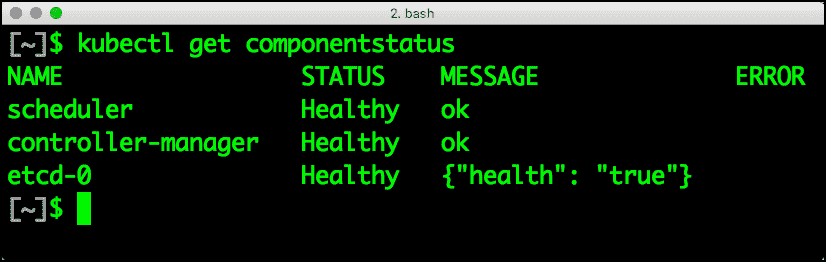 2. bash
[~]$ kubectl get componentstatus
NAME STATUS MESSAGE ERROR
scheduler Healthy ok
controller-manager Healthy ok
etcd-0 Healthy {"health": "true"}
[~]$